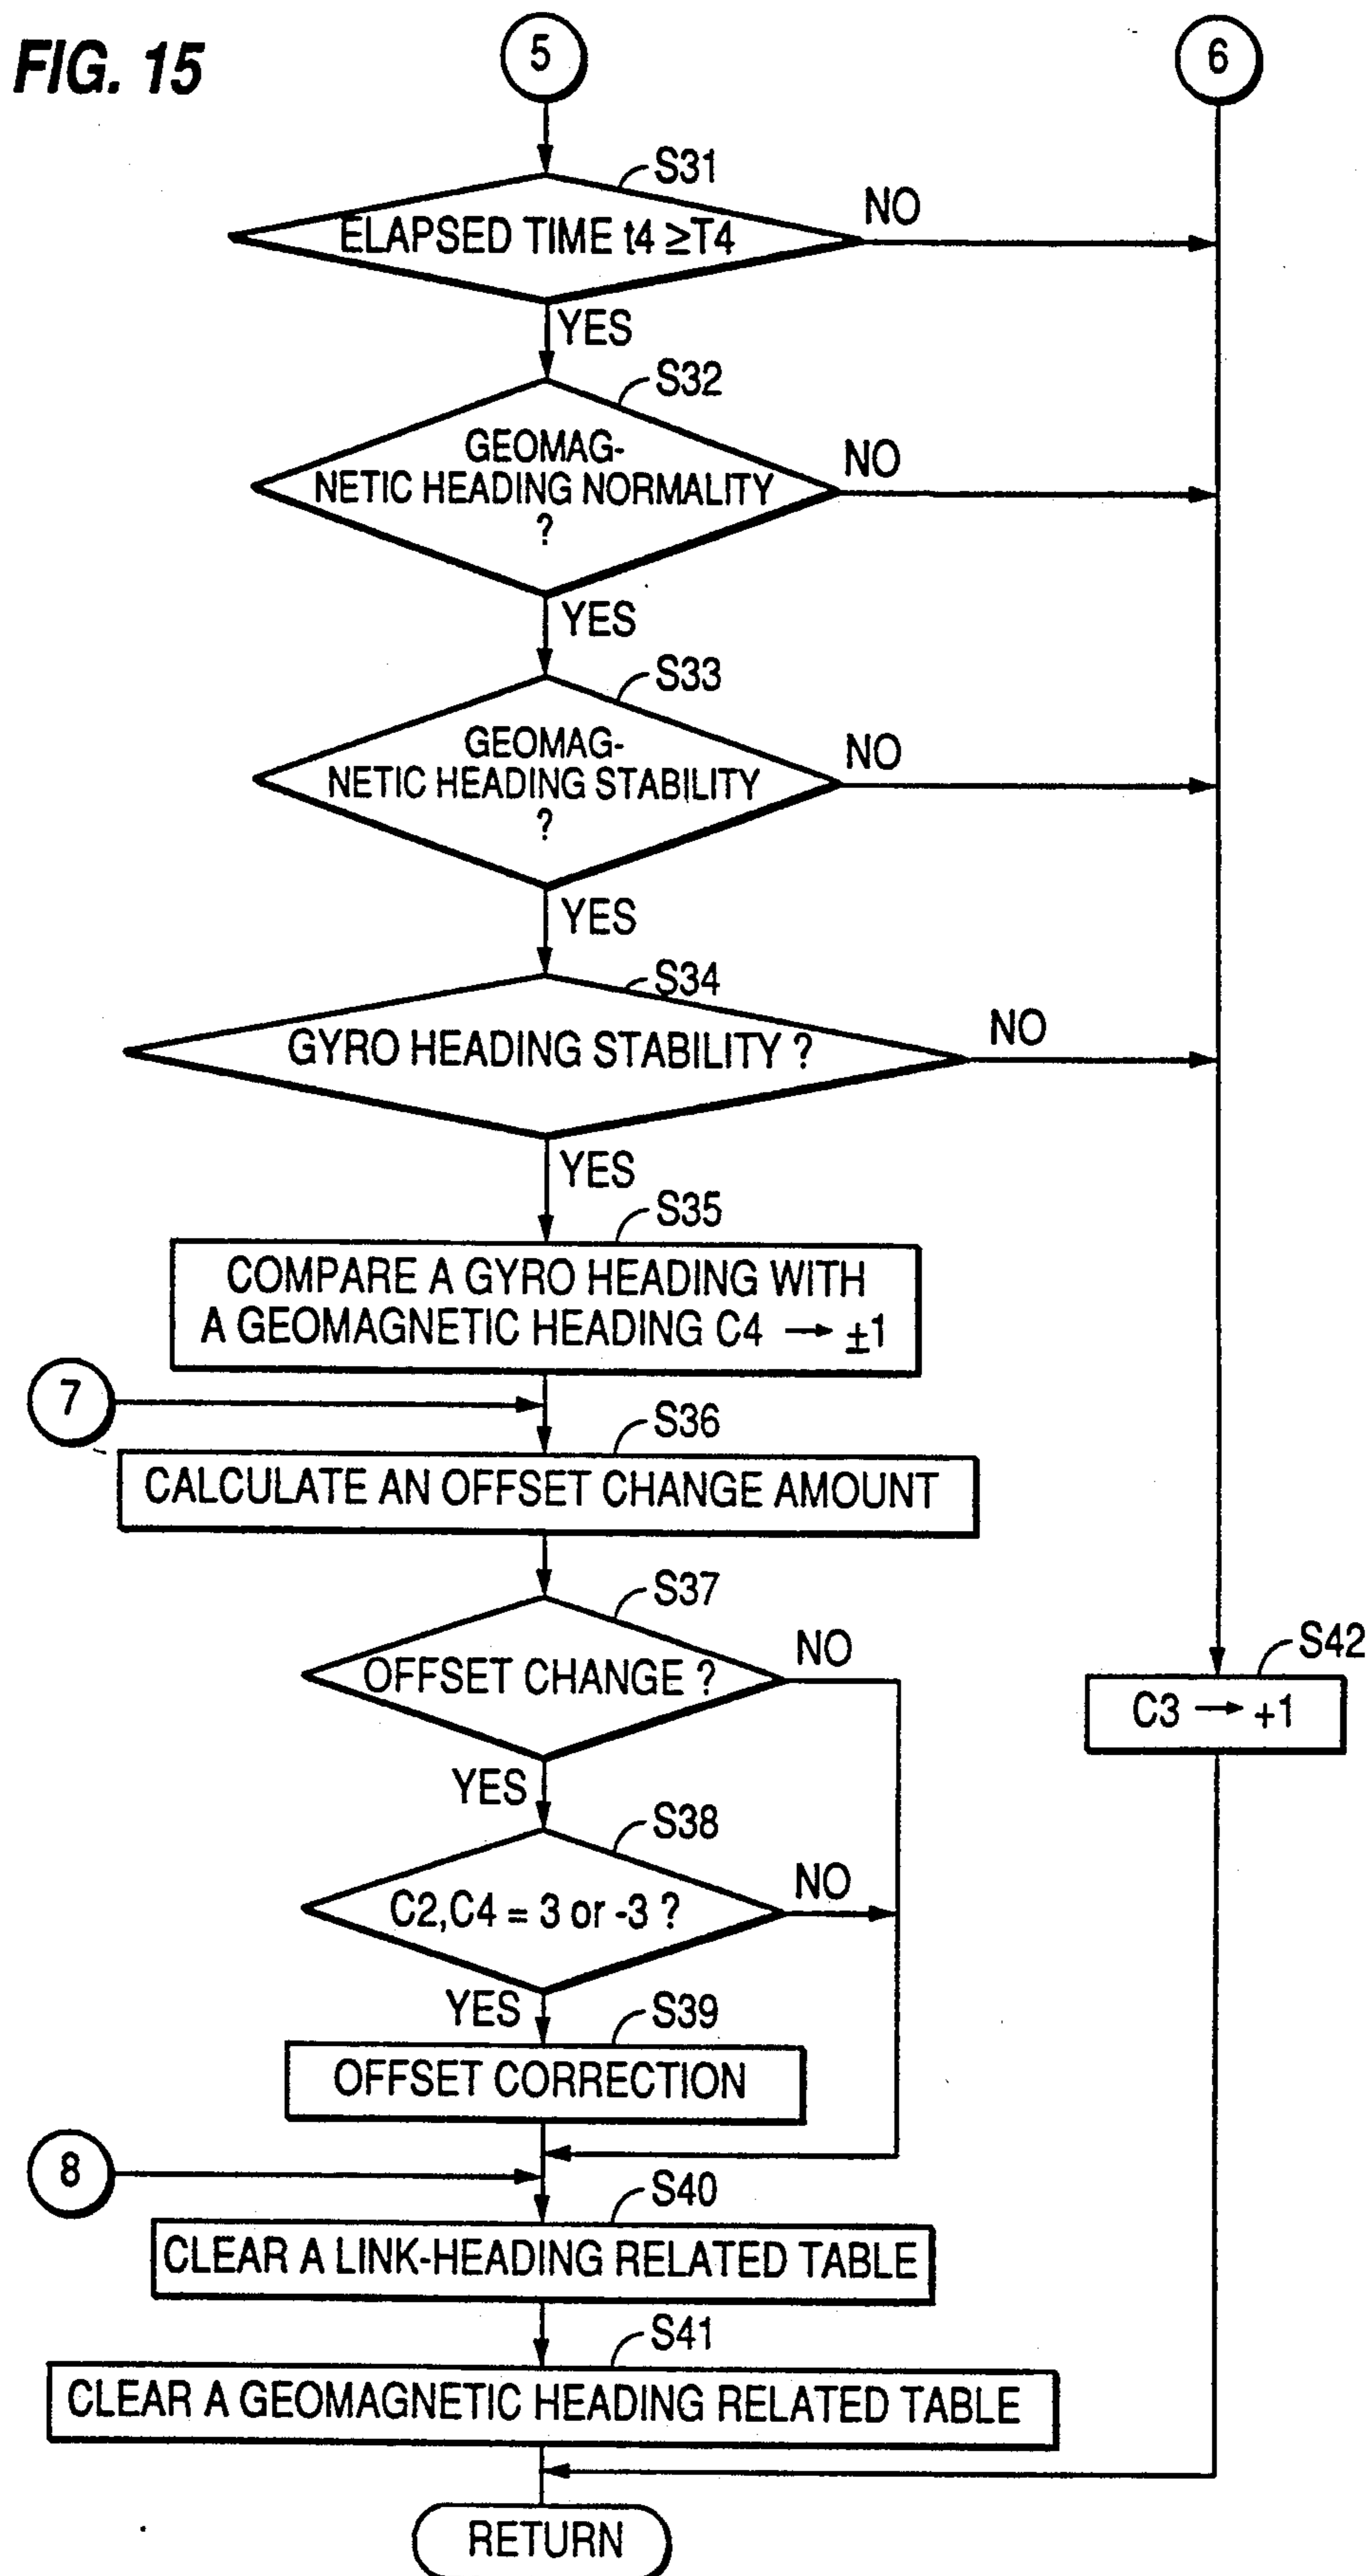 FIG. 15
5
6
S31
ELAPSED TIME t4 ≥T4
NO
YES
S32
GEOMAG-
NETIC HEADING NORMALITY
?
NO
YES
S33
GEOMAG-
NETIC HEADING STABILITY
?
NO
YES
S34
GYRO HEADING STABILITY ?
NO
YES
S35
COMPARE A GYRO HEADING WITH
A GEOMAGNETIC HEADING C4 → ±1
7
S36
CALCULATE AN OFFSET CHANGE AMOUNT
S37
OFFSET CHANGE ?
NO
S42
C3 → +1
YES
S38
C2,C4 = 3 or -3 ?
NO
YES
S39
OFFSET CORRECTION
8
S40
CLEAR A LINK-HEADING RELATED TABLE
S41
CLEAR A GEOMAGNETIC HEADING RELATED TABLE
RETURN